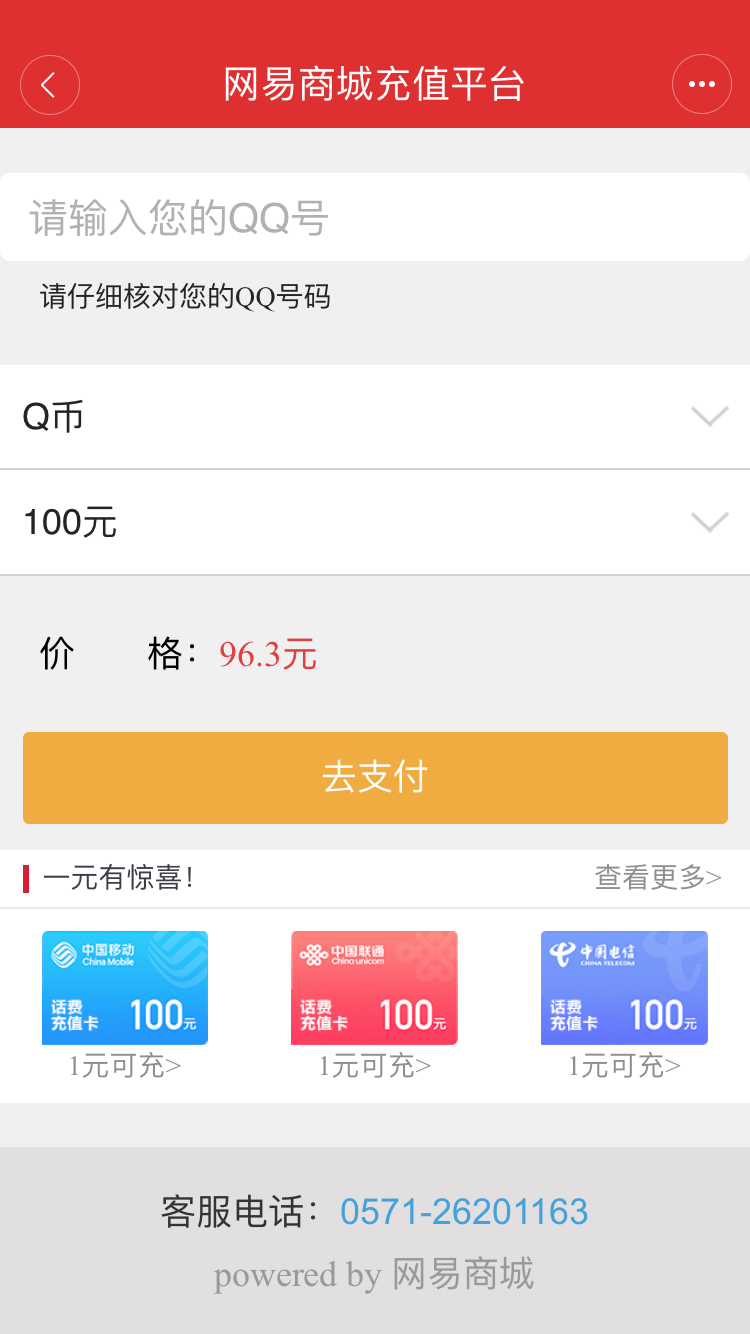 网易商城充值平台
请输入您的QQ号
请仔细核对您的QQ号码
Q币
100元
价 格：96.3元
去支付
一元有惊喜！ 查看更多>
中国移动
China Mobile
话费
充值卡 100元
中国联通
China unicom
话费
充值卡 100元
中国电信
CHINA TELECOM
话费
充值卡 100元
1元可充> 1元可充> 1元可充>
客服电话：0571-26201163
powered by 网易商城